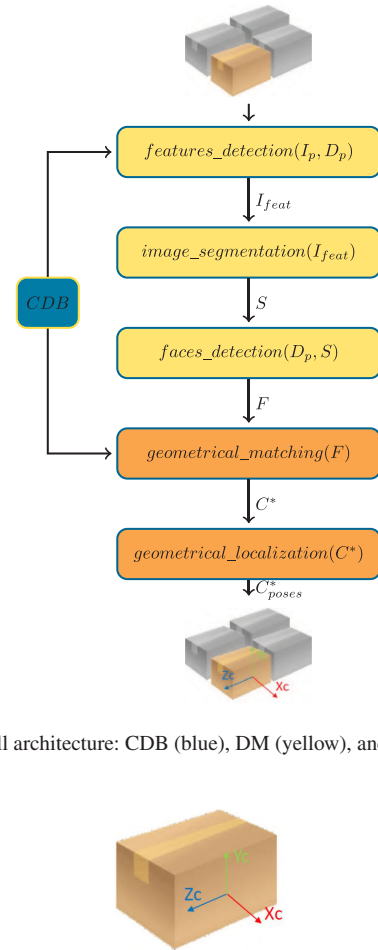 features_detection(I_p, D_p)
I_feat
image_segmentation(I_feat)
CDB
S
faces_detection(D_p, S)
F
geometrical_matching(F)
C*
geometrical_localization(C*)
C*_poses
Zc
Xc
ll architecture: CDB (blue), DM (yellow), and
Yc
Zc
Xc